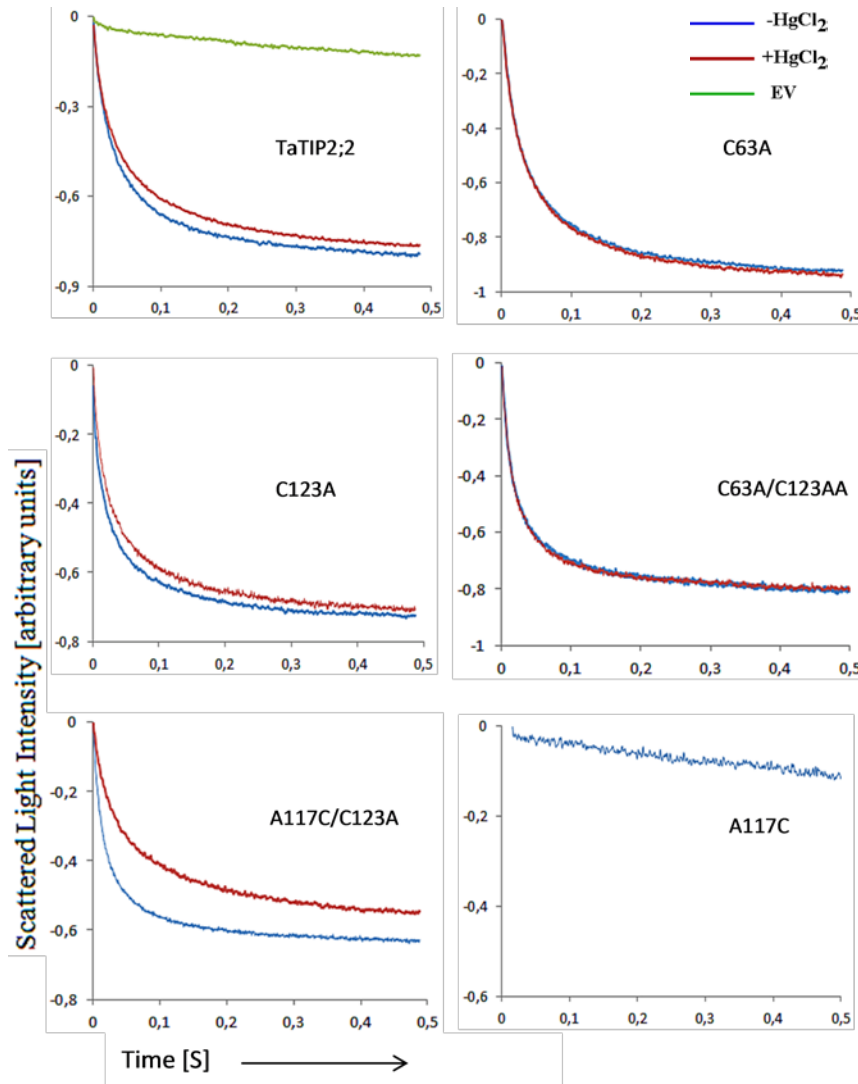 0
-0,3
-0,6
-0,9
TaTIP2;2
0 0,1 0,2 0,3 0,4 0,5
0
-0,2
-0,4
-0,6
-0,8
-1
-HgCl2
+HgCl2
EV
C63A
0 0,1 0,2 0,3 0,4 0,5
0
-0,2
-0,4
-0,6
-0,8
C123A
0 0,1 0,2 0,3 0,4 0,5
0
-0,2
-0,4
-0,6
-0,8
-1
C63A/C123AA
0 0,1 0,2 0,3 0,4 0,5
0
-0,2
-0,4
-0,6
-0,8
A117C/C123A
0 0,1 0,2 0,3 0,4 0,5
0
-0,2
-0,4
-0,6
A117C
0 0,1 0,2 0,3 0,4 0,5
Scattered Light Intensity [arbitrary units]
Time [S]